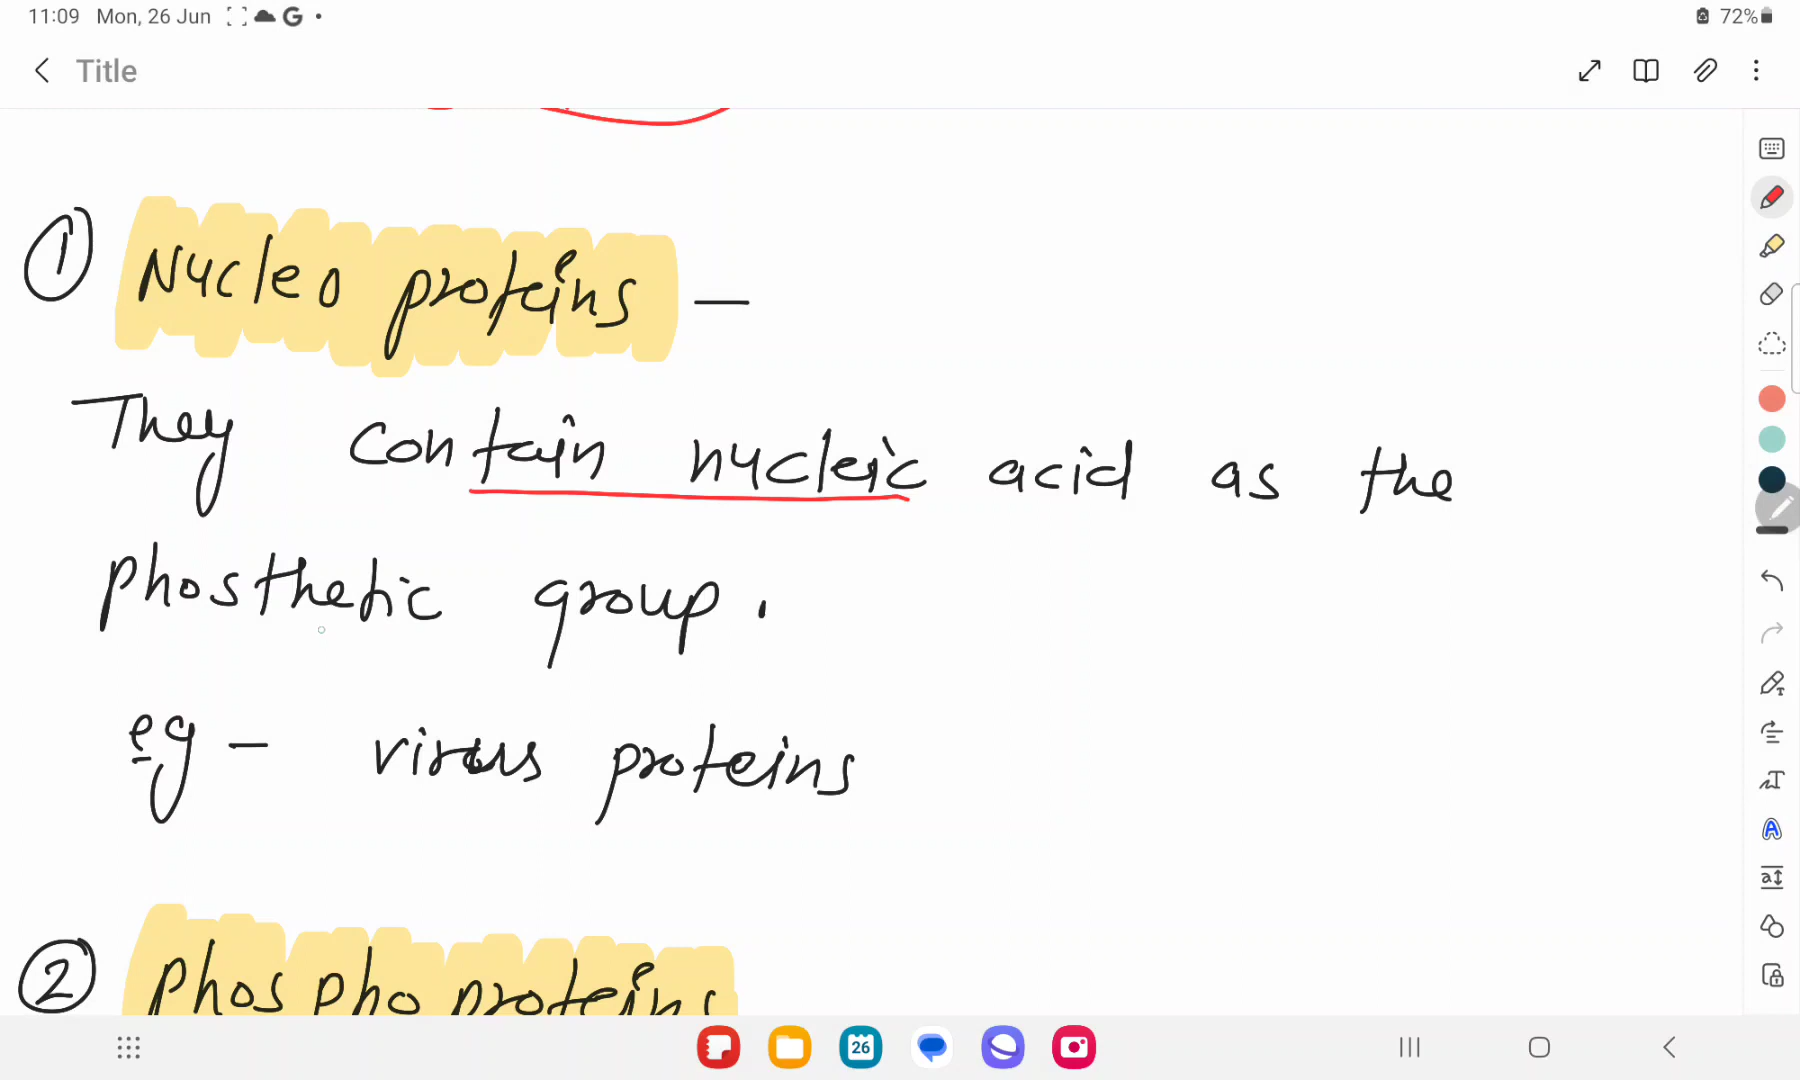 11:09 Mon, 26 Jun
72%
Title
① Nucleo proteins —
They contain nucleic acid as the
phosthetic group.
eg — virus proteins
② phospho proteins
26